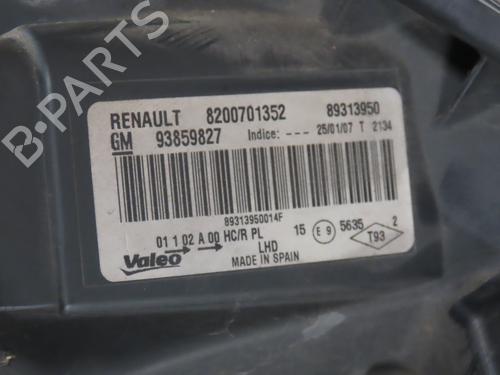 RENAULT 8200701352 89313950
GM 93859827 Indice: --- 25/01/07 T 2134
89313950014F
01 1 02 A 00 HC/R PL 15 E 9 5635 2
Valeo LHD T93
MADE IN SPAIN
B-PARTS